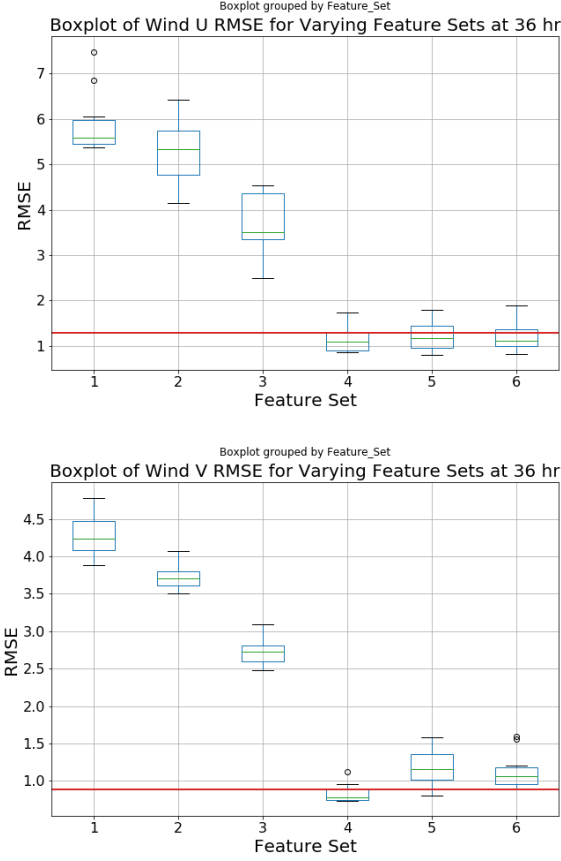 Boxplot grouped by Feature_Set
Boxplot of Wind U RMSE for Varying Feature Sets at 36 hr
7
6
5
4
3
2
1
RMSE
1 2 3 4 5 6
Feature Set
Boxplot grouped by Feature_Set
Boxplot of Wind V RMSE for Varying Feature Sets at 36 hr
4.5
4.0
3.5
3.0
2.5
2.0
1.5
1.0
RMSE
1 2 3 4 5 6
Feature Set